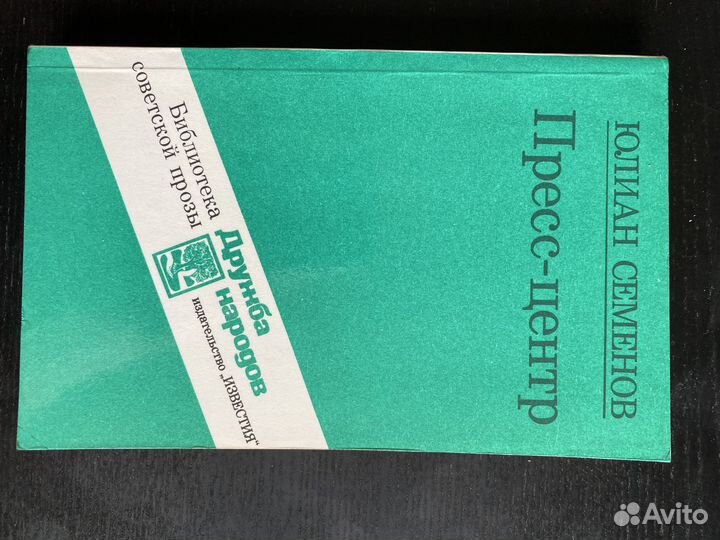 ЮЛИАН СЕМЕНОВ
Пресс-центр
Библиотека
советской прозы
Дружба
народов
издательство „ИЗВЕСТИЯ“
Avito